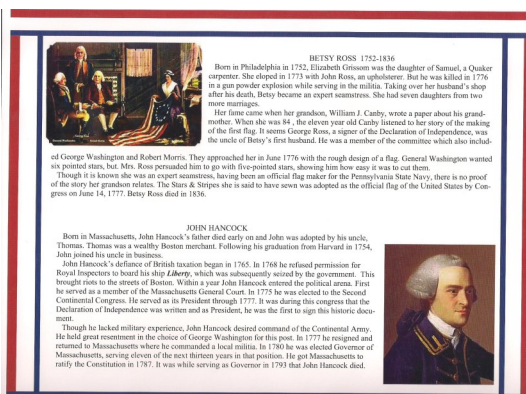 BETSY ROSS 1752-1836
Born in Philadelphia in 1752, Elizabeth Grissom was the daughter of Samuel, a Quaker
carpenter. She eloped in 1773 with John Ross, an upholsterer. But he was killed in 1776
in a gun powder explosion while serving in the militia. Taking over her husband's shop
after his death, Betsy became an expert seamstress. She had seven daughters from two
more marriages.
Her fame came when her grandson, William J. Canby, wrote a paper about his grand-
mother. When she was 84 , the eleven year old Canby listened to her story of the making
of the first flag. It seems George Ross, a signer of the Declaration of Independence, was
the uncle of Betsy's first husband. He was a member of the committee which also includ-
ed George Washington and Robert Morris. They approached her in June 1776 with the rough design of a flag. General Washington wanted
six pointed stars, but. Mrs. Ross persuaded him to go with five-pointed stars, showing him how easy it was to cut them.
Though it is known she was an expert seamstress, having been an official flag maker for the Pennsylvania State Navy, there is no proof
of the story her grandson relates. The Stars & Stripes she is said to have sewn was adopted as the official flag of the United States by Con-
gress on June 14, 1777. Betsy Ross died in 1836.
JOHN HANCOCK
Born in Massachusetts, John Hancock's father died early on and John was adopted by his uncle,
Thomas. Thomas was a wealthy Boston merchant. Following his graduation from Harvard in 1754,
John joined his uncle in business.
John Hancock's defiance of British taxation began in 1765. In 1768 he refused permission for
Royal Inspectors to board his ship Liberty, which was subsequently seized by the government. This
brought riots to the streets of Boston. Within a year John Hancock entered the political arena. First
he served as a member of the Massachusetts General Court. In 1775 he was elected to the Second
Continental Congress. He served as its President through 1777. It was during this congress that the
Declaration of Independence was written and as President, he was the first to sign this historic docu-
ment.
Though he lacked military experience, John Hancock desired command of the Continental Army.
He held great resentment in the choice of George Washington for this post. In 1777 he resigned and
returned to Massachusetts where he commanded a local militia. In 1780 he was elected Governor of
Massachusetts, serving eleven of the next thirteen years in that position. He got Massachusetts to
ratify the Constitution in 1787. It was while serving as Governor in 1793 that John Hancock died.